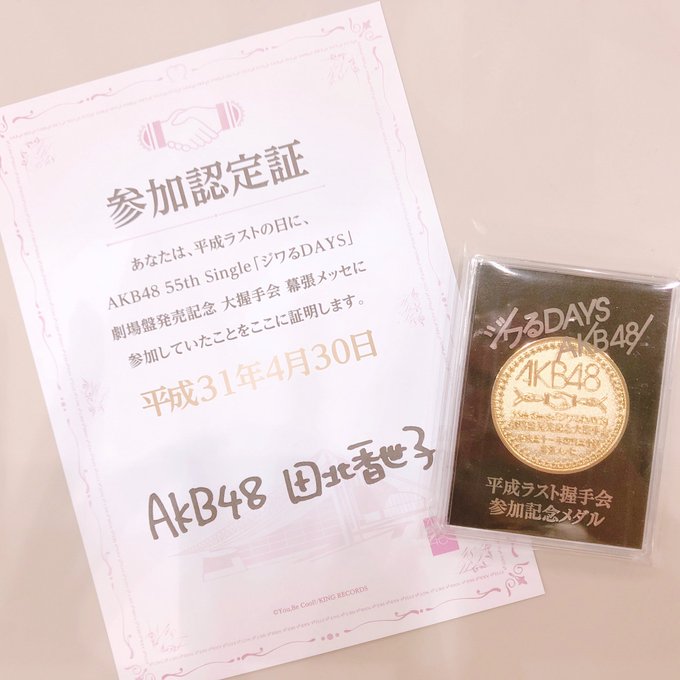 参加認定証
あなたは、平成ラストの日に、
AKB48 55th Single「ジワるDAYS」
劇場盤発売記念 大握手会 幕張メッセに
参加していたことをここに証明します。
平成31年4月30日
AKB48 田北香世子
©You,Be Cool!/KING RECORDS
ジワるDAYS
AKB48
AKB48
平成ラスト握手会
参加記念メダル